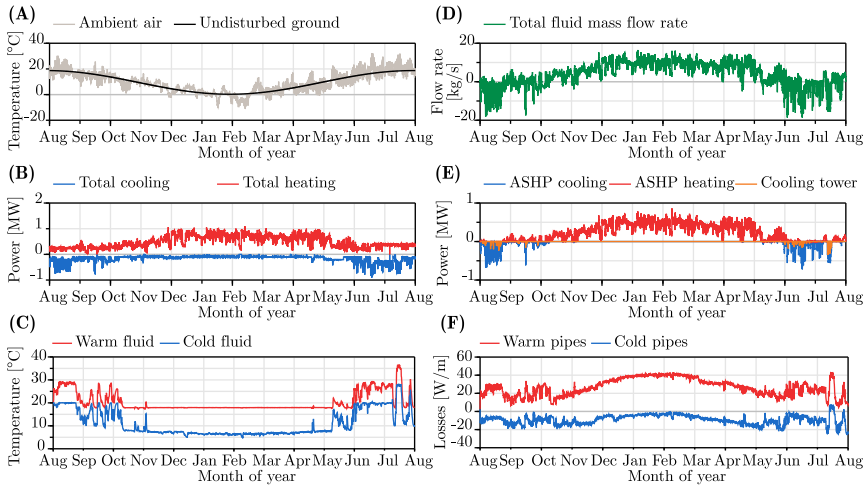 (A)
Ambient air Undisturbed ground
Temperature [°C]
40
20
0
-20
Aug Sep Oct Nov Dec Jan Feb Mar Apr May Jun Jul Aug
Month of year
(B)
Total cooling Total heating
Power [MW]
2
1
0
-1
Aug Sep Oct Nov Dec Jan Feb Mar Apr May Jun Jul Aug
Month of year
(C)
Warm fluid Cold fluid
Temperature [°C]
40
30
20
10
0
Aug Sep Oct Nov Dec Jan Feb Mar Apr May Jun Jul Aug
Month of year
(D)
Total fluid mass flow rate
Flow rate
[kg/s]
20
0
-20
Aug Sep Oct Nov Dec Jan Feb Mar Apr May Jun Jul Aug
Month of year
(E)
ASHP cooling ASHP heating Cooling tower
Power [MW]
1
0
-1
Aug Sep Oct Nov Dec Jan Feb Mar Apr May Jun Jul Aug
Month of year
(F)
Warm pipes Cold pipes
Losses [W/m]
60
40
20
0
-20
-40
Aug Sep Oct Nov Dec Jan Feb Mar Apr May Jun Jul Aug
Month of year